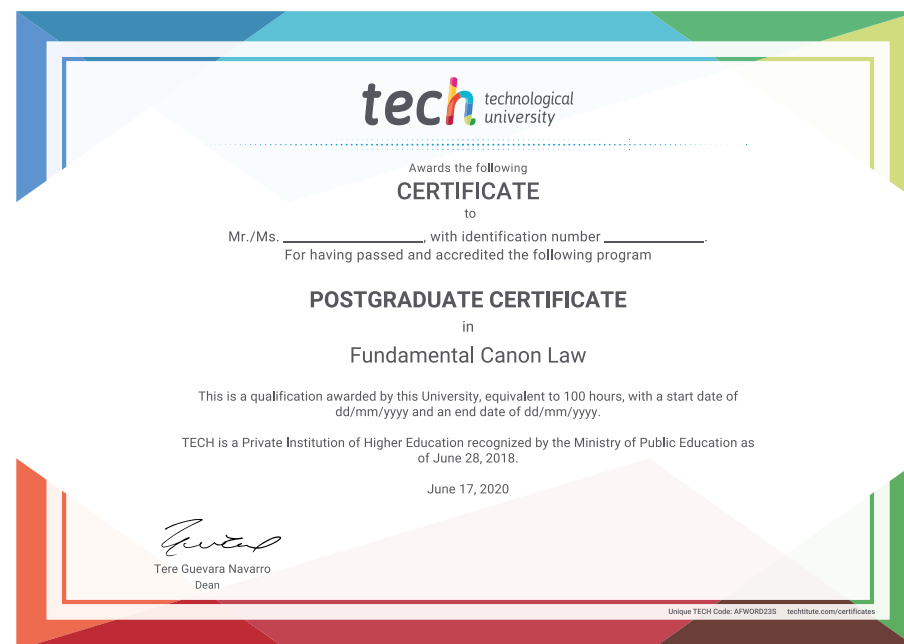 tech technological
university
Awards the following
CERTIFICATE
to
Mr./Ms. ____________, with identification number __________.
For having passed and accredited the following program
POSTGRADUATE CERTIFICATE
in
Fundamental Canon Law
This is a qualification awarded by this University, equivalent to 100 hours, with a start date of
dd/mm/yyyy and an end date of dd/mm/yyyy.
TECH is a Private Institution of Higher Education recognized by the Ministry of Public Education as
of June 28, 2018.
June 17, 2020
Tere Guevara Navarro
Dean
Unique TECH Code: AFWORD23S techtitute.com/certificates